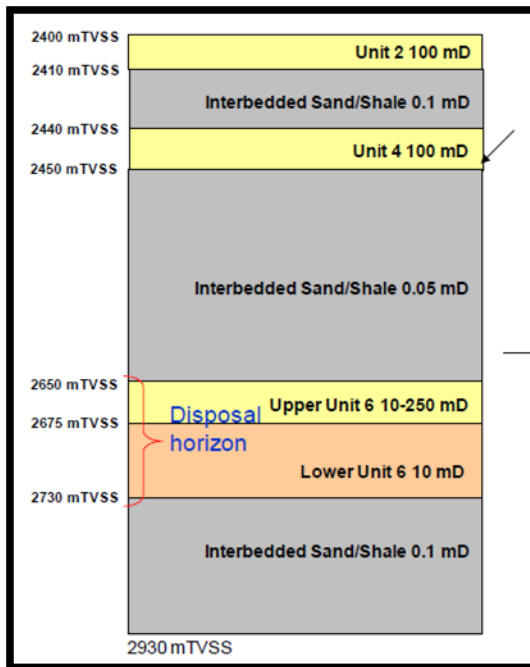 2400 mTVSS
Unit 2 100 mD
2410 mTVSS
Interbedded Sand/Shale 0.1 mD
2440 mTVSS
Unit 4 100 mD
2450 mTVSS
Interbedded Sand/Shale 0.05 mD
2650 mTVSS
Upper Unit 6 10-250 mD
2675 mTVSS
Disposal
horizon
Lower Unit 6 10 mD
2730 mTVSS
Interbedded Sand/Shale 0.1 mD
2930 mTVSS